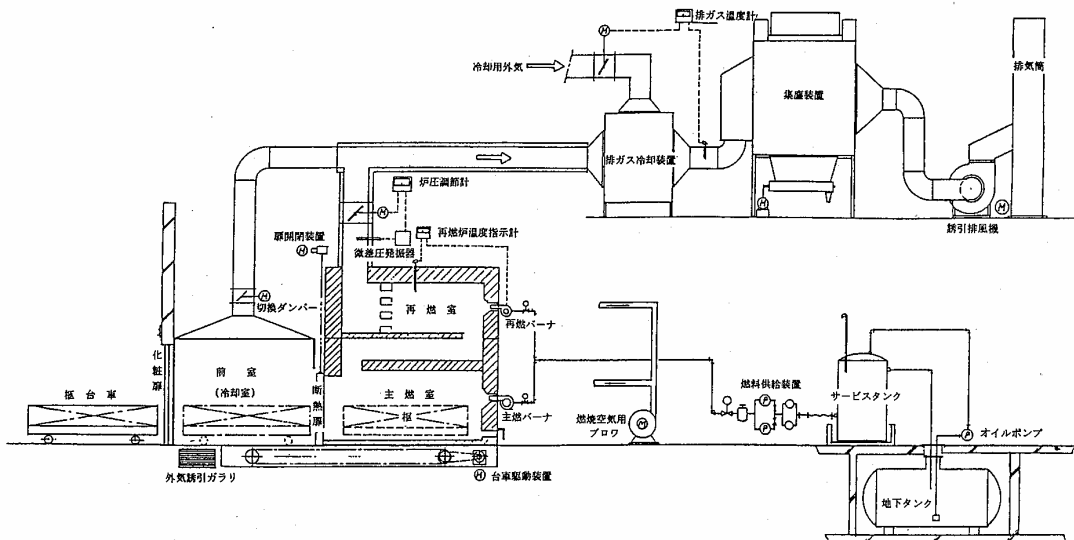 排ガス温度計
M
冷却用外気
排ガス冷却装置
集塵装置
排気筒
M
M
誘引排風機
炉圧調節計
M
微差圧発振器
再燃炉温度指示計
扉開閉装置
M
M
切換ダンパー
再燃室
再燃バーナ
化粧扉
前室
(冷却室)
断熱扉
主燃室
柩
主燃バーナ
柩台車
外気誘引ガラリ
M 台車駆動装置
燃焼空気用
ブロワ
M
燃料供給装置
P
P
サービスタンク
P オイルポンプ
地下タンク